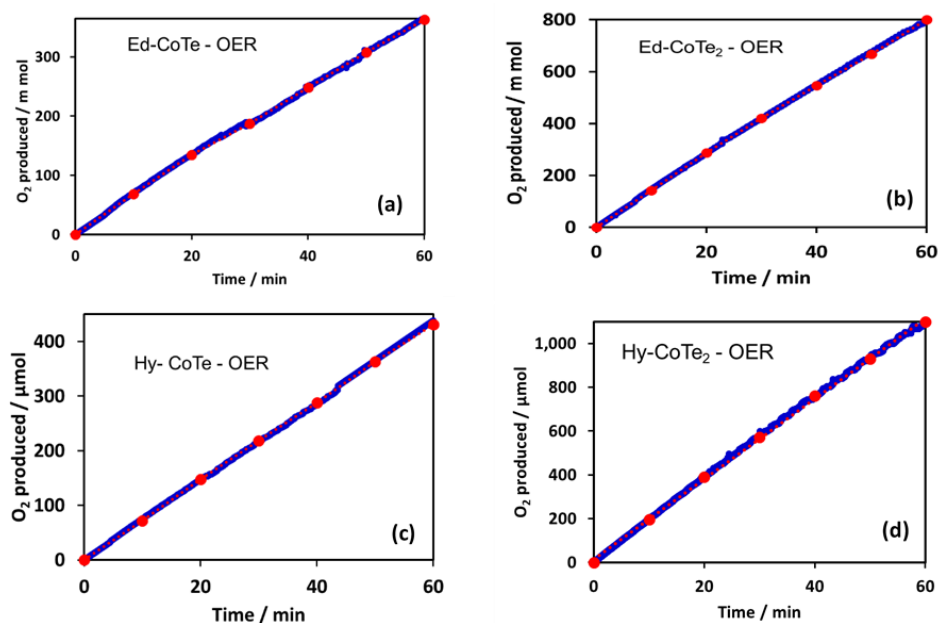 Ed-CoTe - OER
O₂ produced / m mol
300
200
100
0
0
20
40
60
Time / min
(a)
Ed-CoTe₂ - OER
O₂ produced / m mol
800
600
400
200
0
0
20
40
60
Time / min
(b)
Hy- CoTe - OER
O₂ produced / µmol
400
300
200
100
0
0
20
40
60
Time / min
(c)
Hy-CoTe₂ - OER
O₂ produced / µmol
1,000
800
600
400
200
0
0
20
40
60
Time / min
(d)